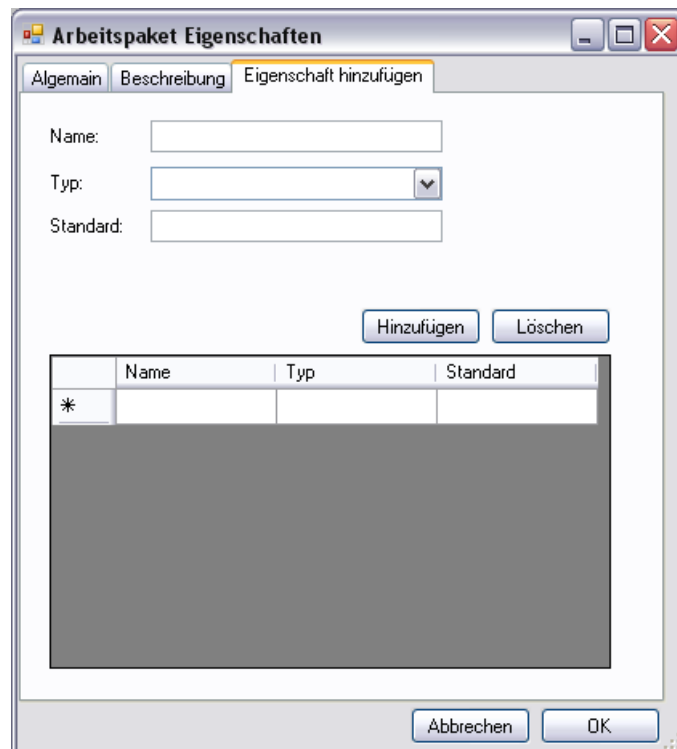 Arbeitspaket Eigenschaften
Algemain Beschreibung Eigenschaft hinzufügen
Name:
Typ:
Standard:
Hinzufügen Löschen
Name Typ Standard
Abbrechen OK